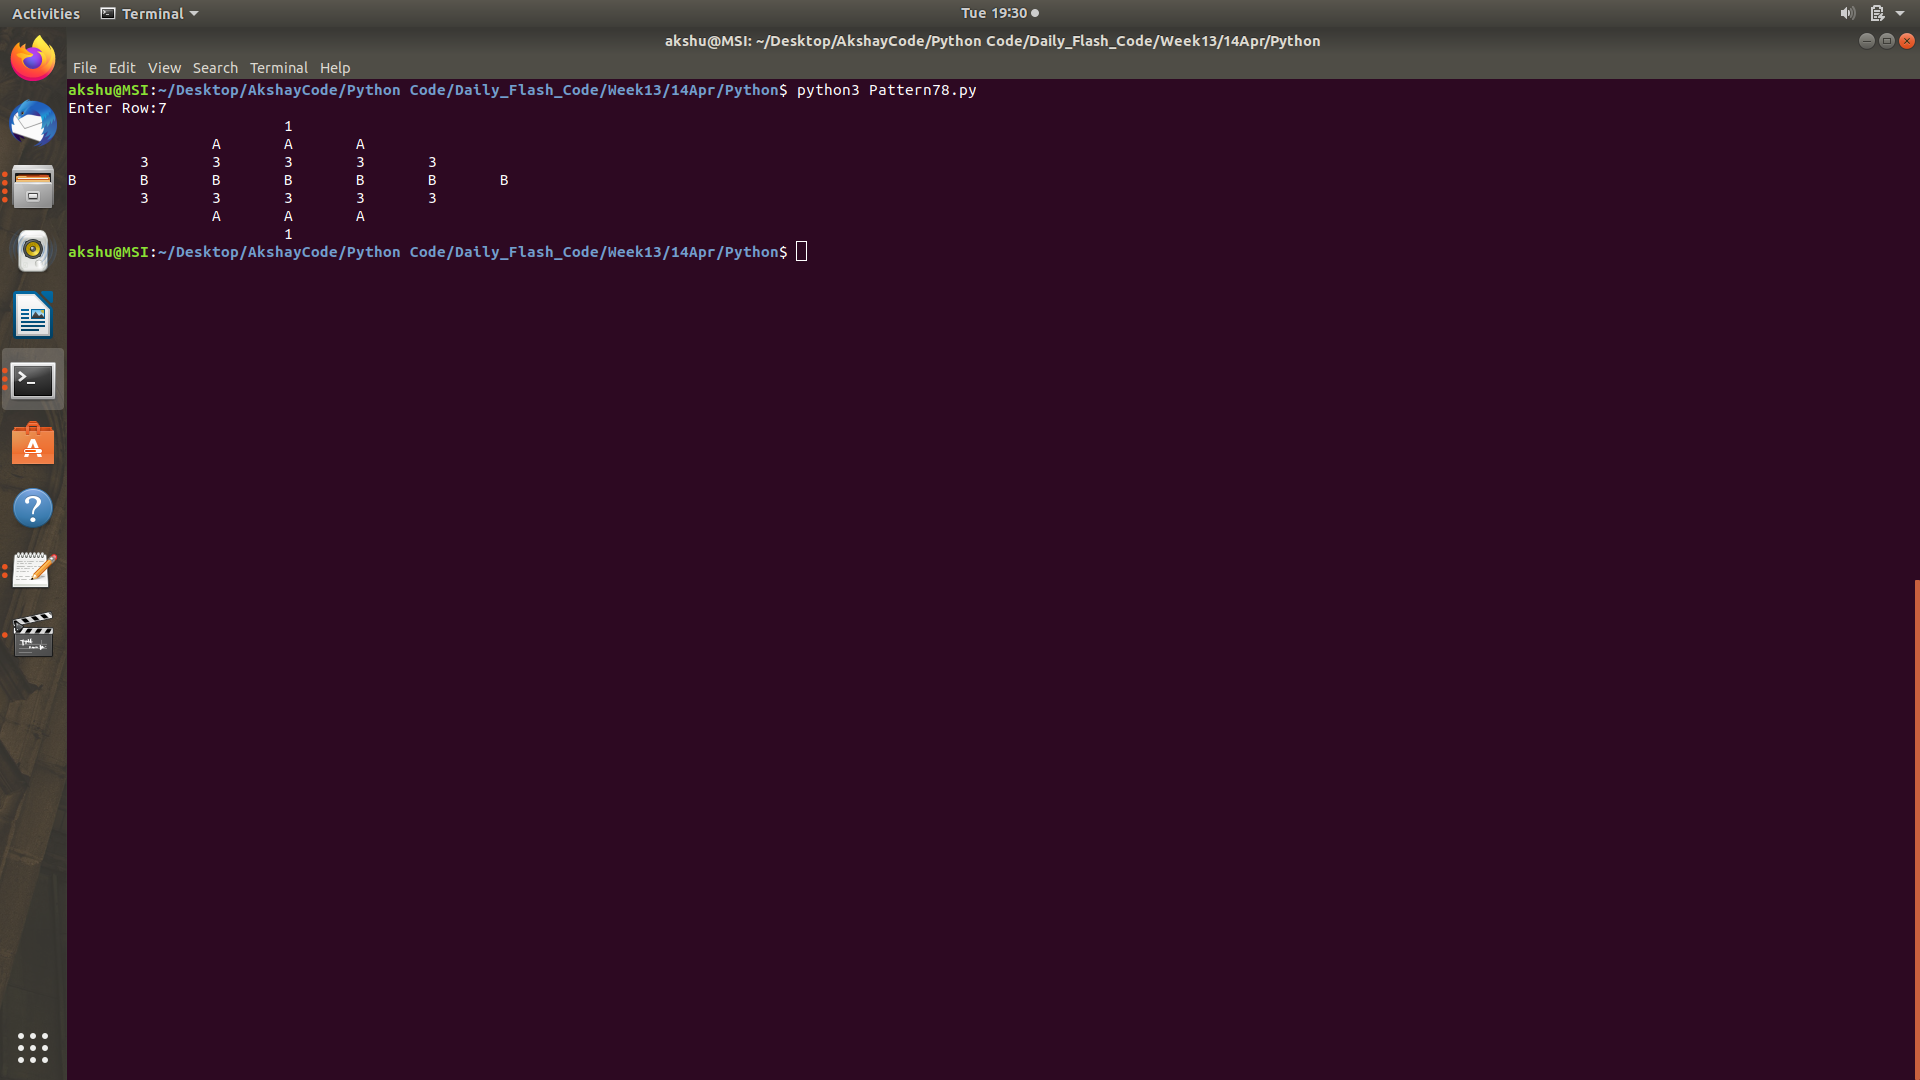 Activities Terminal Tue 19:30
akshu@MSI: ~/Desktop/AkshayCode/Python Code/Daily_Flash_Code/Week13/14Apr/Python
File Edit View Search Terminal Help
akshu@MSI:~/Desktop/AkshayCode/Python Code/Daily_Flash_Code/Week13/14Apr/Python$ python3 Pattern78.py
Enter Row:7
1
A A A
3 3 3 3 3
B B B B B B B
3 3 3 3 3
A A A
1
akshu@MSI:~/Desktop/AkshayCode/Python Code/Daily_Flash_Code/Week13/14Apr/Python$